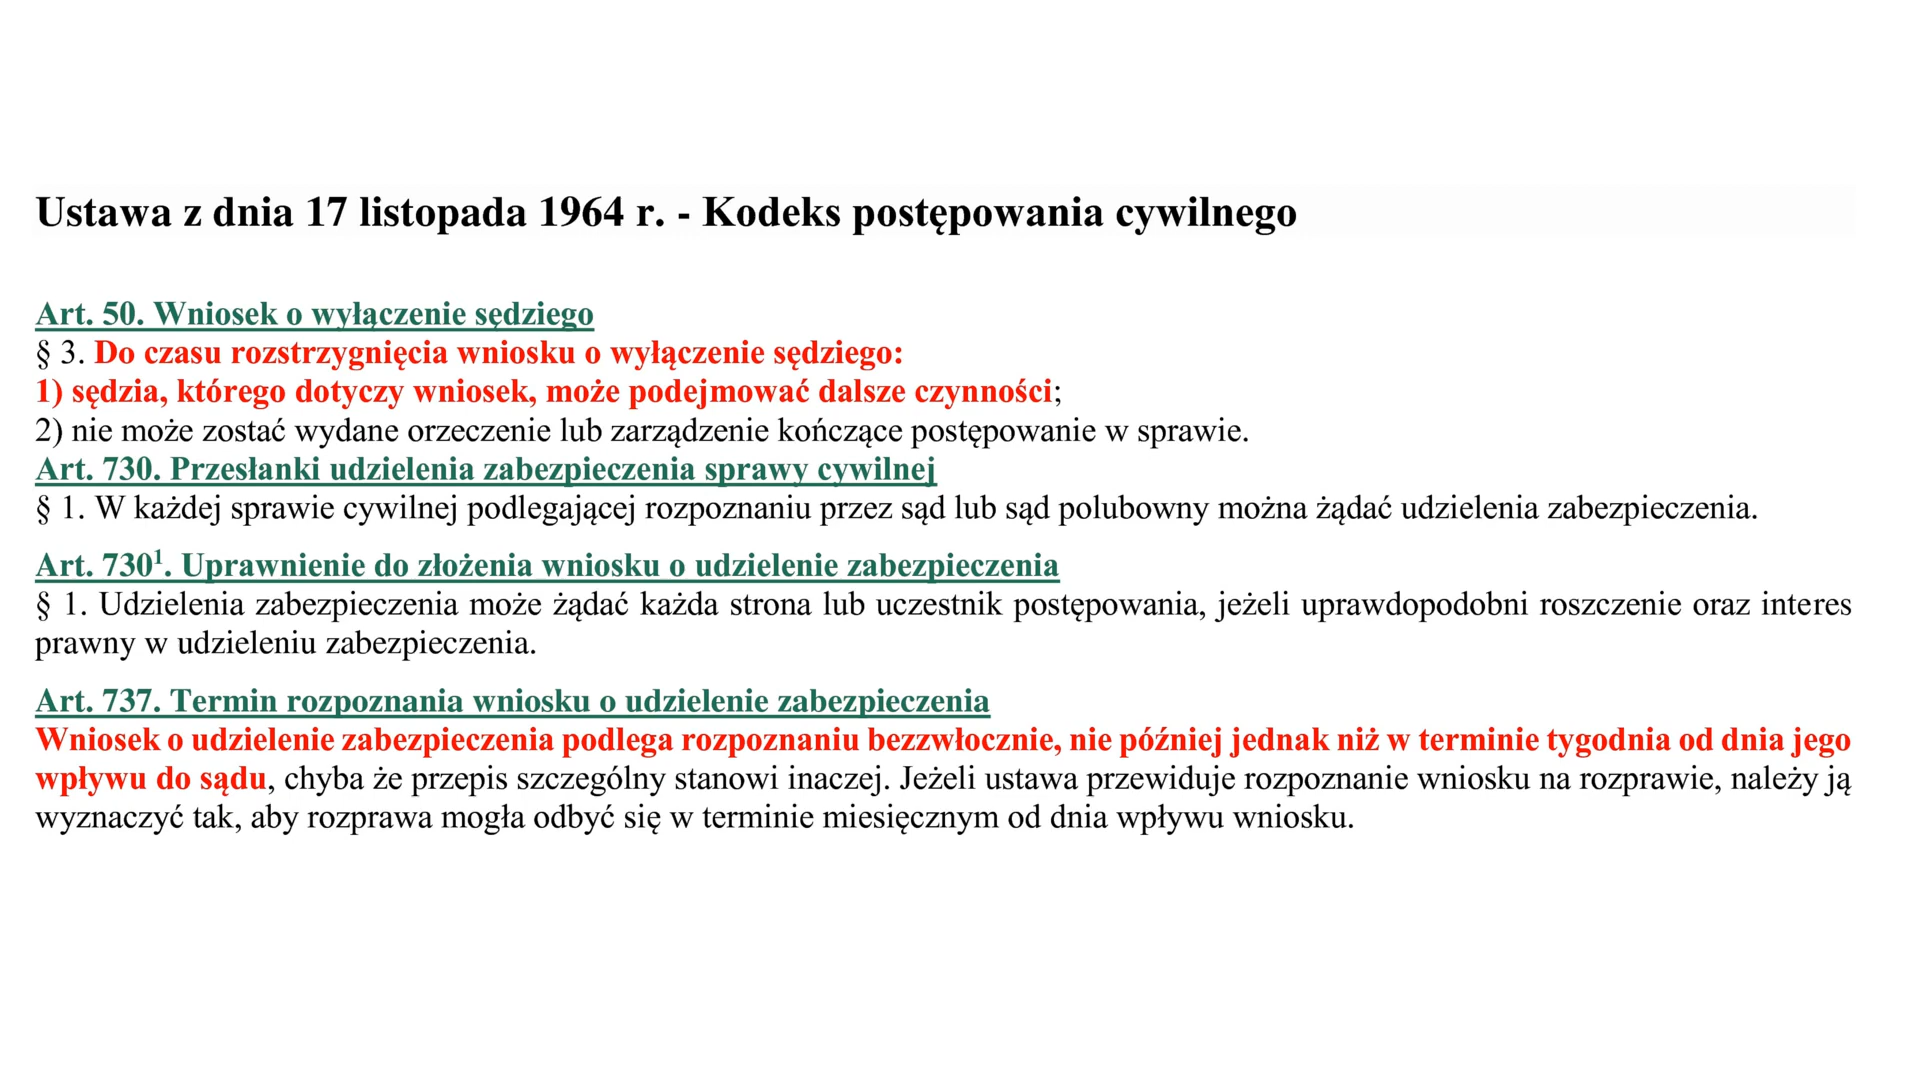 Ustawa z dnia 17 listopada 1964 r. - Kodeks postępowania cywilnego
Art. 50. Wniosek o wyłączenie sędziego
§ 3. Do czasu rozstrzygnięcia wniosku o wyłączenie sędziego:
1) sędzia, którego dotyczy wniosek, może podejmować dalsze czynności;
2) nie może zostać wydane orzeczenie lub zarządzenie kończące postępowanie w sprawie.
Art. 730. Przesłanki udzielenia zabezpieczenia sprawy cywilnej
§ 1. W każdej sprawie cywilnej podlegającej rozpoznaniu przez sąd lub sąd polubowny można żądać udzielenia zabezpieczenia.
Art. 730¹. Uprawnienie do złożenia wniosku o udzielenie zabezpieczenia
§ 1. Udzielenia zabezpieczenia może żądać każda strona lub uczestnik postępowania, jeżeli uprawdopodobni roszczenie oraz interes
prawny w udzieleniu zabezpieczenia.
Art. 737. Termin rozpoznania wniosku o udzielenie zabezpieczenia
Wniosek o udzielenie zabezpieczenia podlega rozpoznaniu bezzwłocznie, nie później jednak niż w terminie tygodnia od dnia jego
wpływu do sądu, chyba że przepis szczególny stanowi inaczej. Jeżeli ustawa przewiduje rozpoznanie wniosku na rozprawie, należy ją
wyznaczyć tak, aby rozprawa mogła odbyć się w terminie miesięcznym od dnia wpływu wniosku.